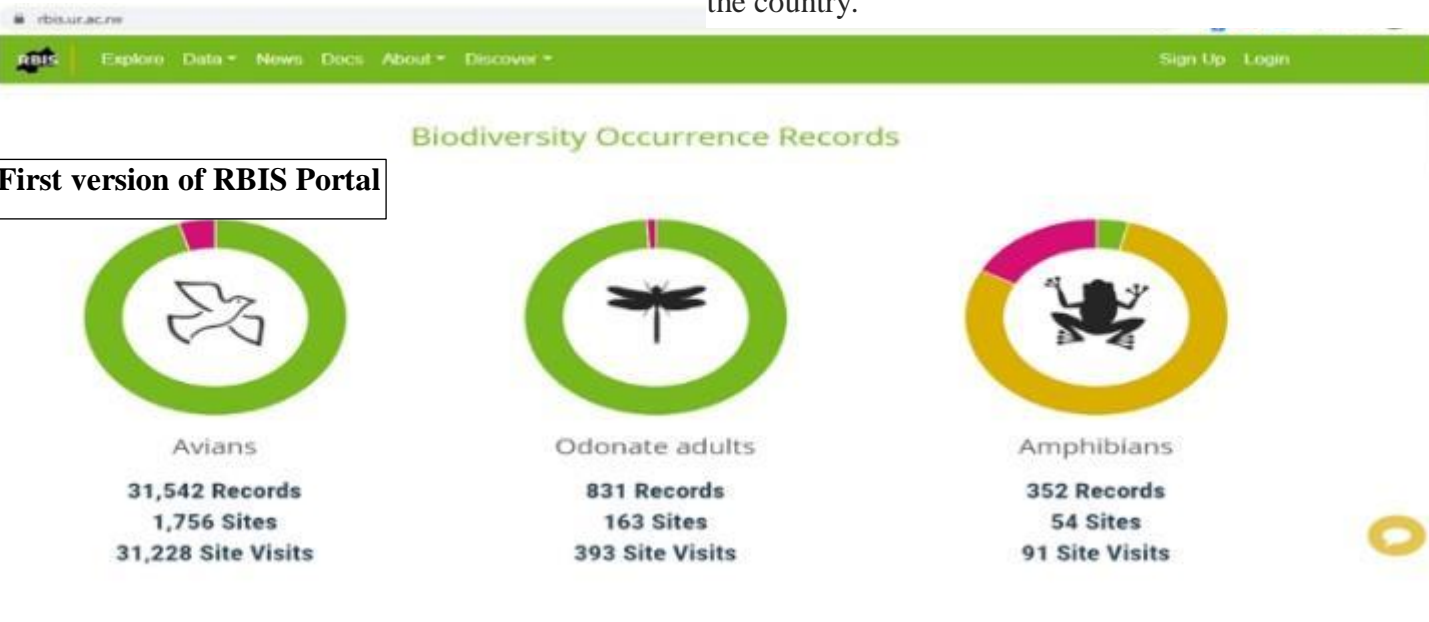 the country.
rbis.ur.ac.rw
RBIS Explore Data News Docs About Discover Sign Up Login
Biodiversity Occurrence Records
First version of RBIS Portal
Avians Odonate adults Amphibians
31,542 Records 831 Records 352 Records
1,756 Sites 163 Sites 54 Sites
31,228 Site Visits 393 Site Visits 91 Site Visits